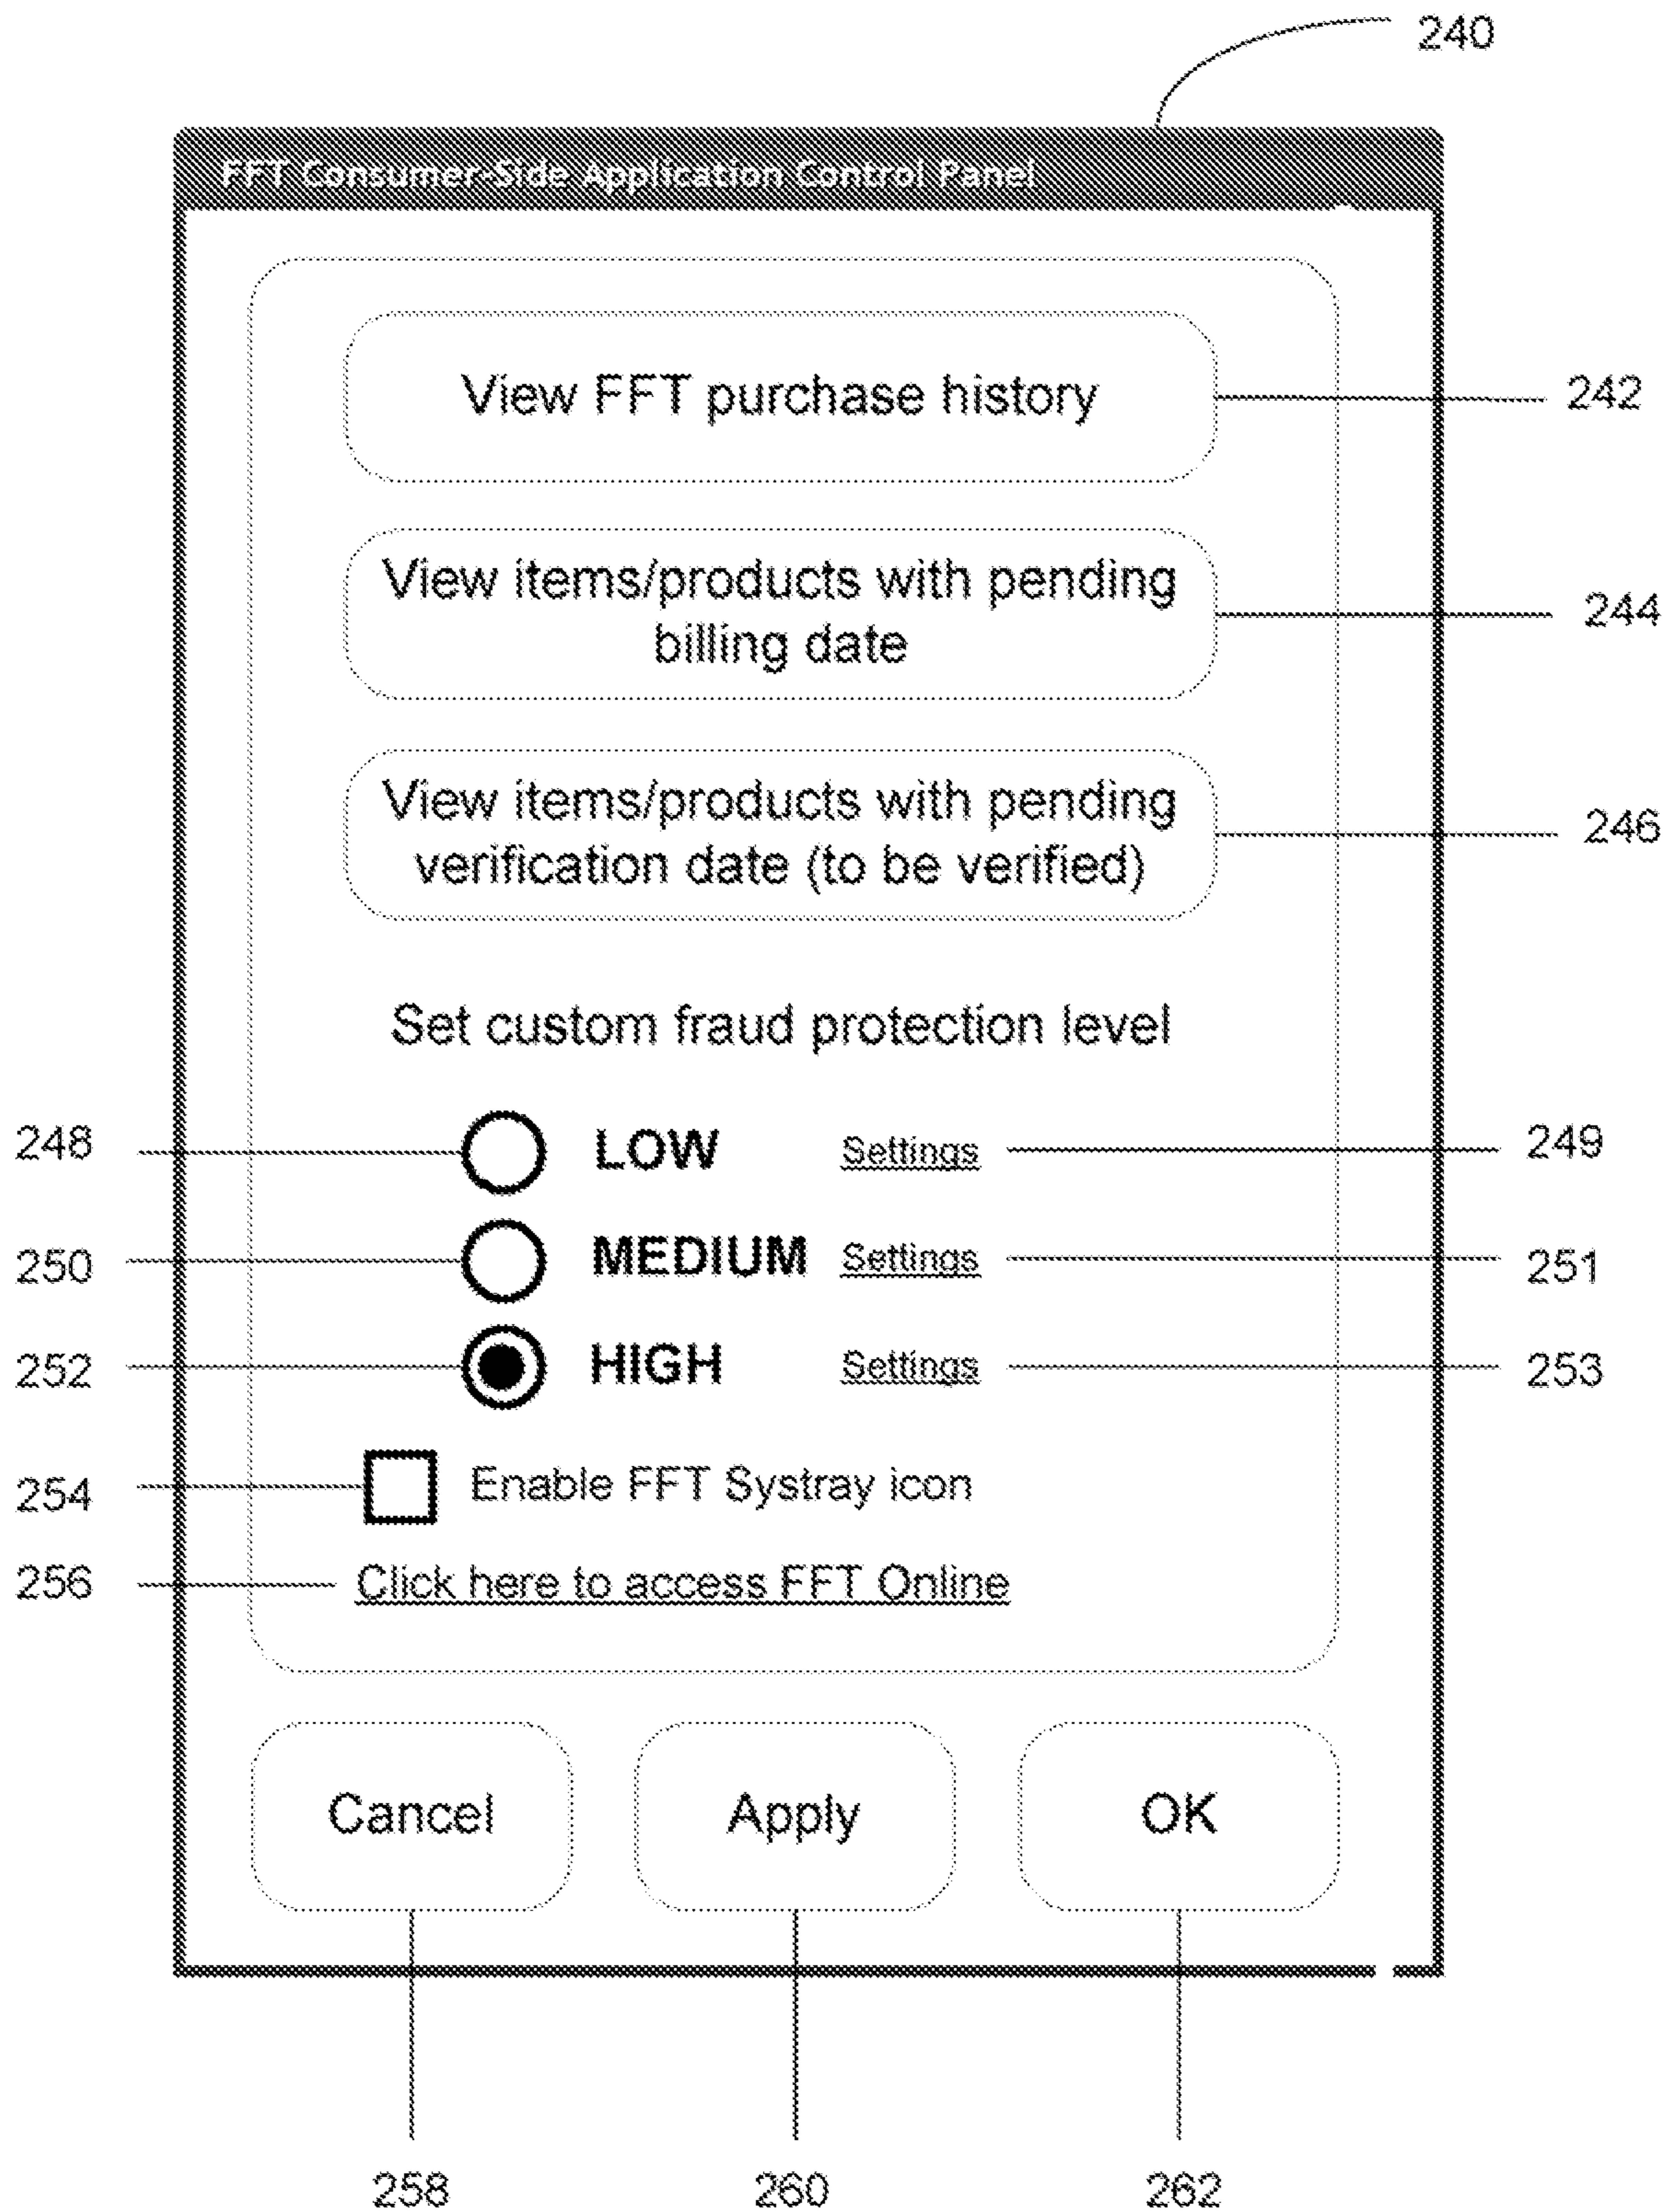 240
FFT Consumer-Side Application Control Panel
View FFT purchase history
242
View items/products with pending
billing date
244
View items/products with pending
verification date (to be verified)
246
Set custom fraud protection level
248 LOW Settings 249
250 MEDIUM Settings 251
252 HIGH Settings 253
254 Enable FFT Systray icon
256 Click here to access FFT Online
Cancel Apply OK
258 260 262